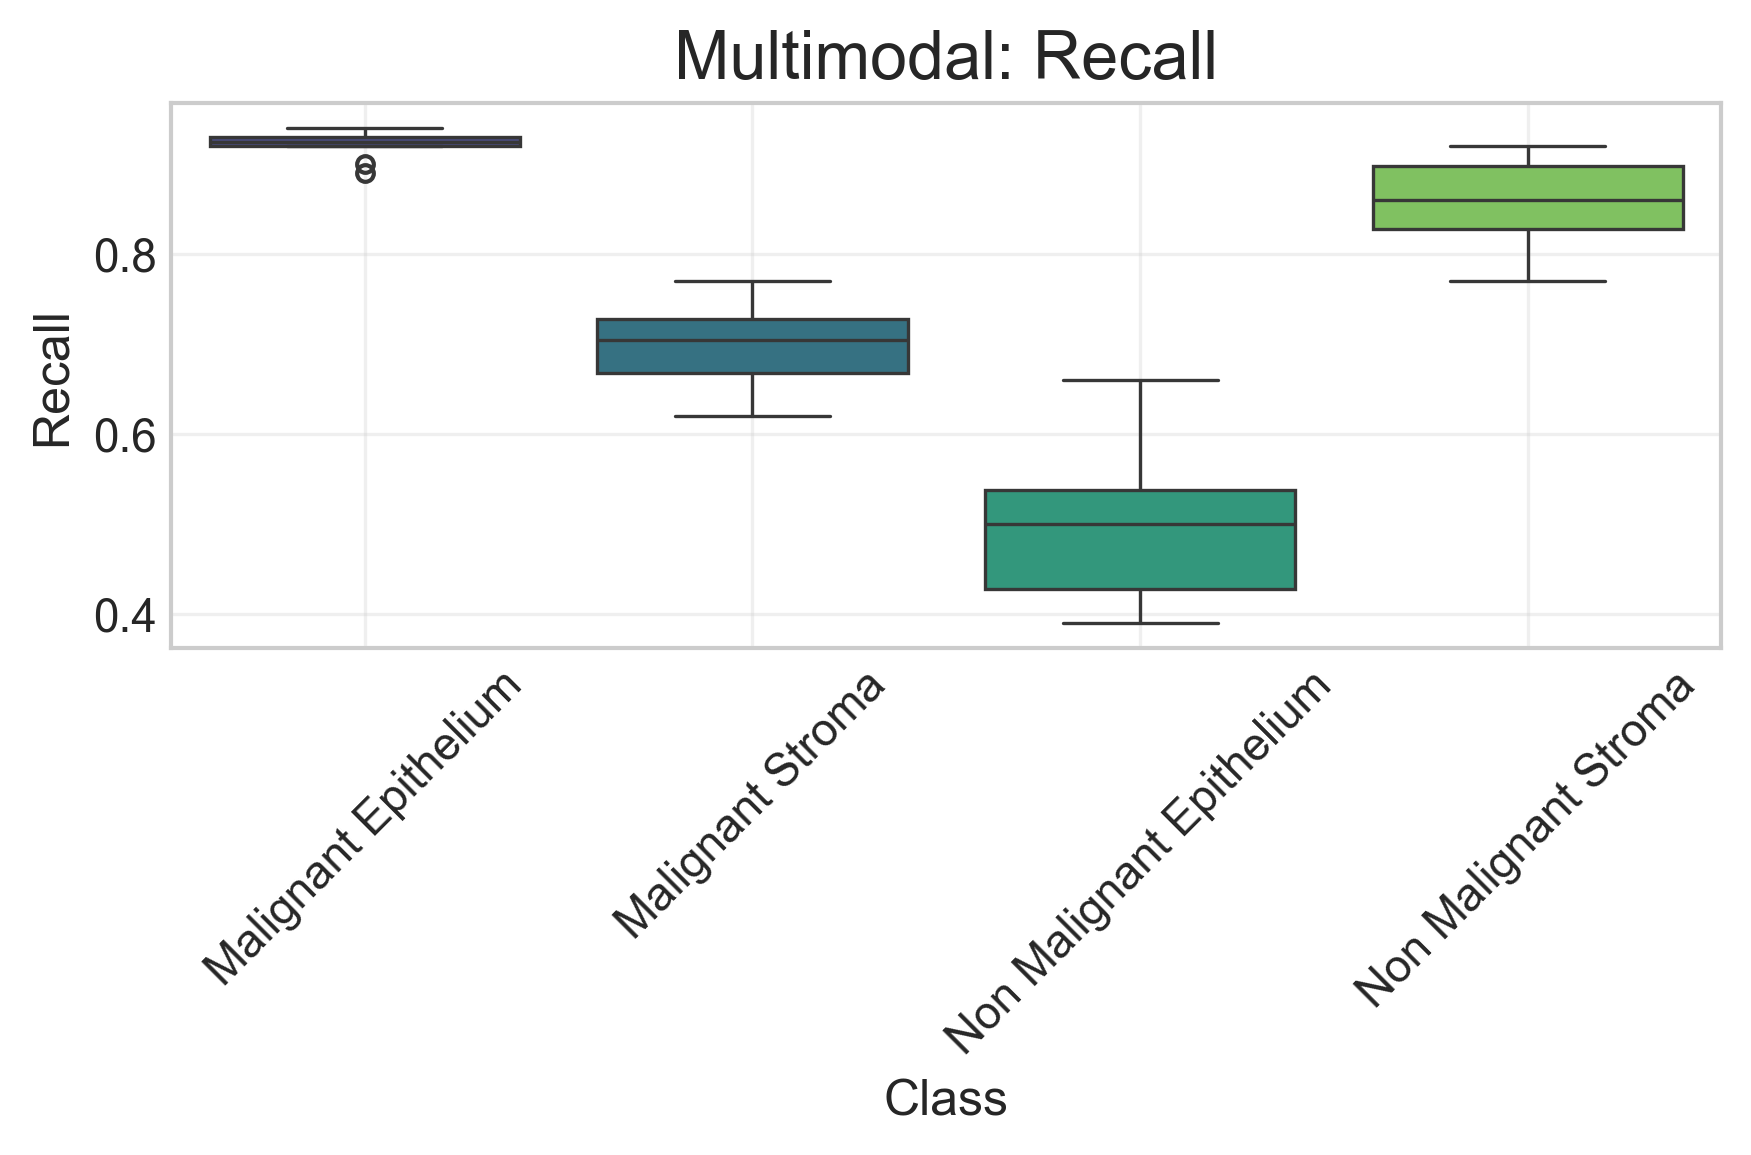 Multimodal: Recall
Recall
0.8
0.6
0.4
Malignant Epithelium
Malignant Stroma
Non Malignant Epithelium
Non Malignant Stroma
Class